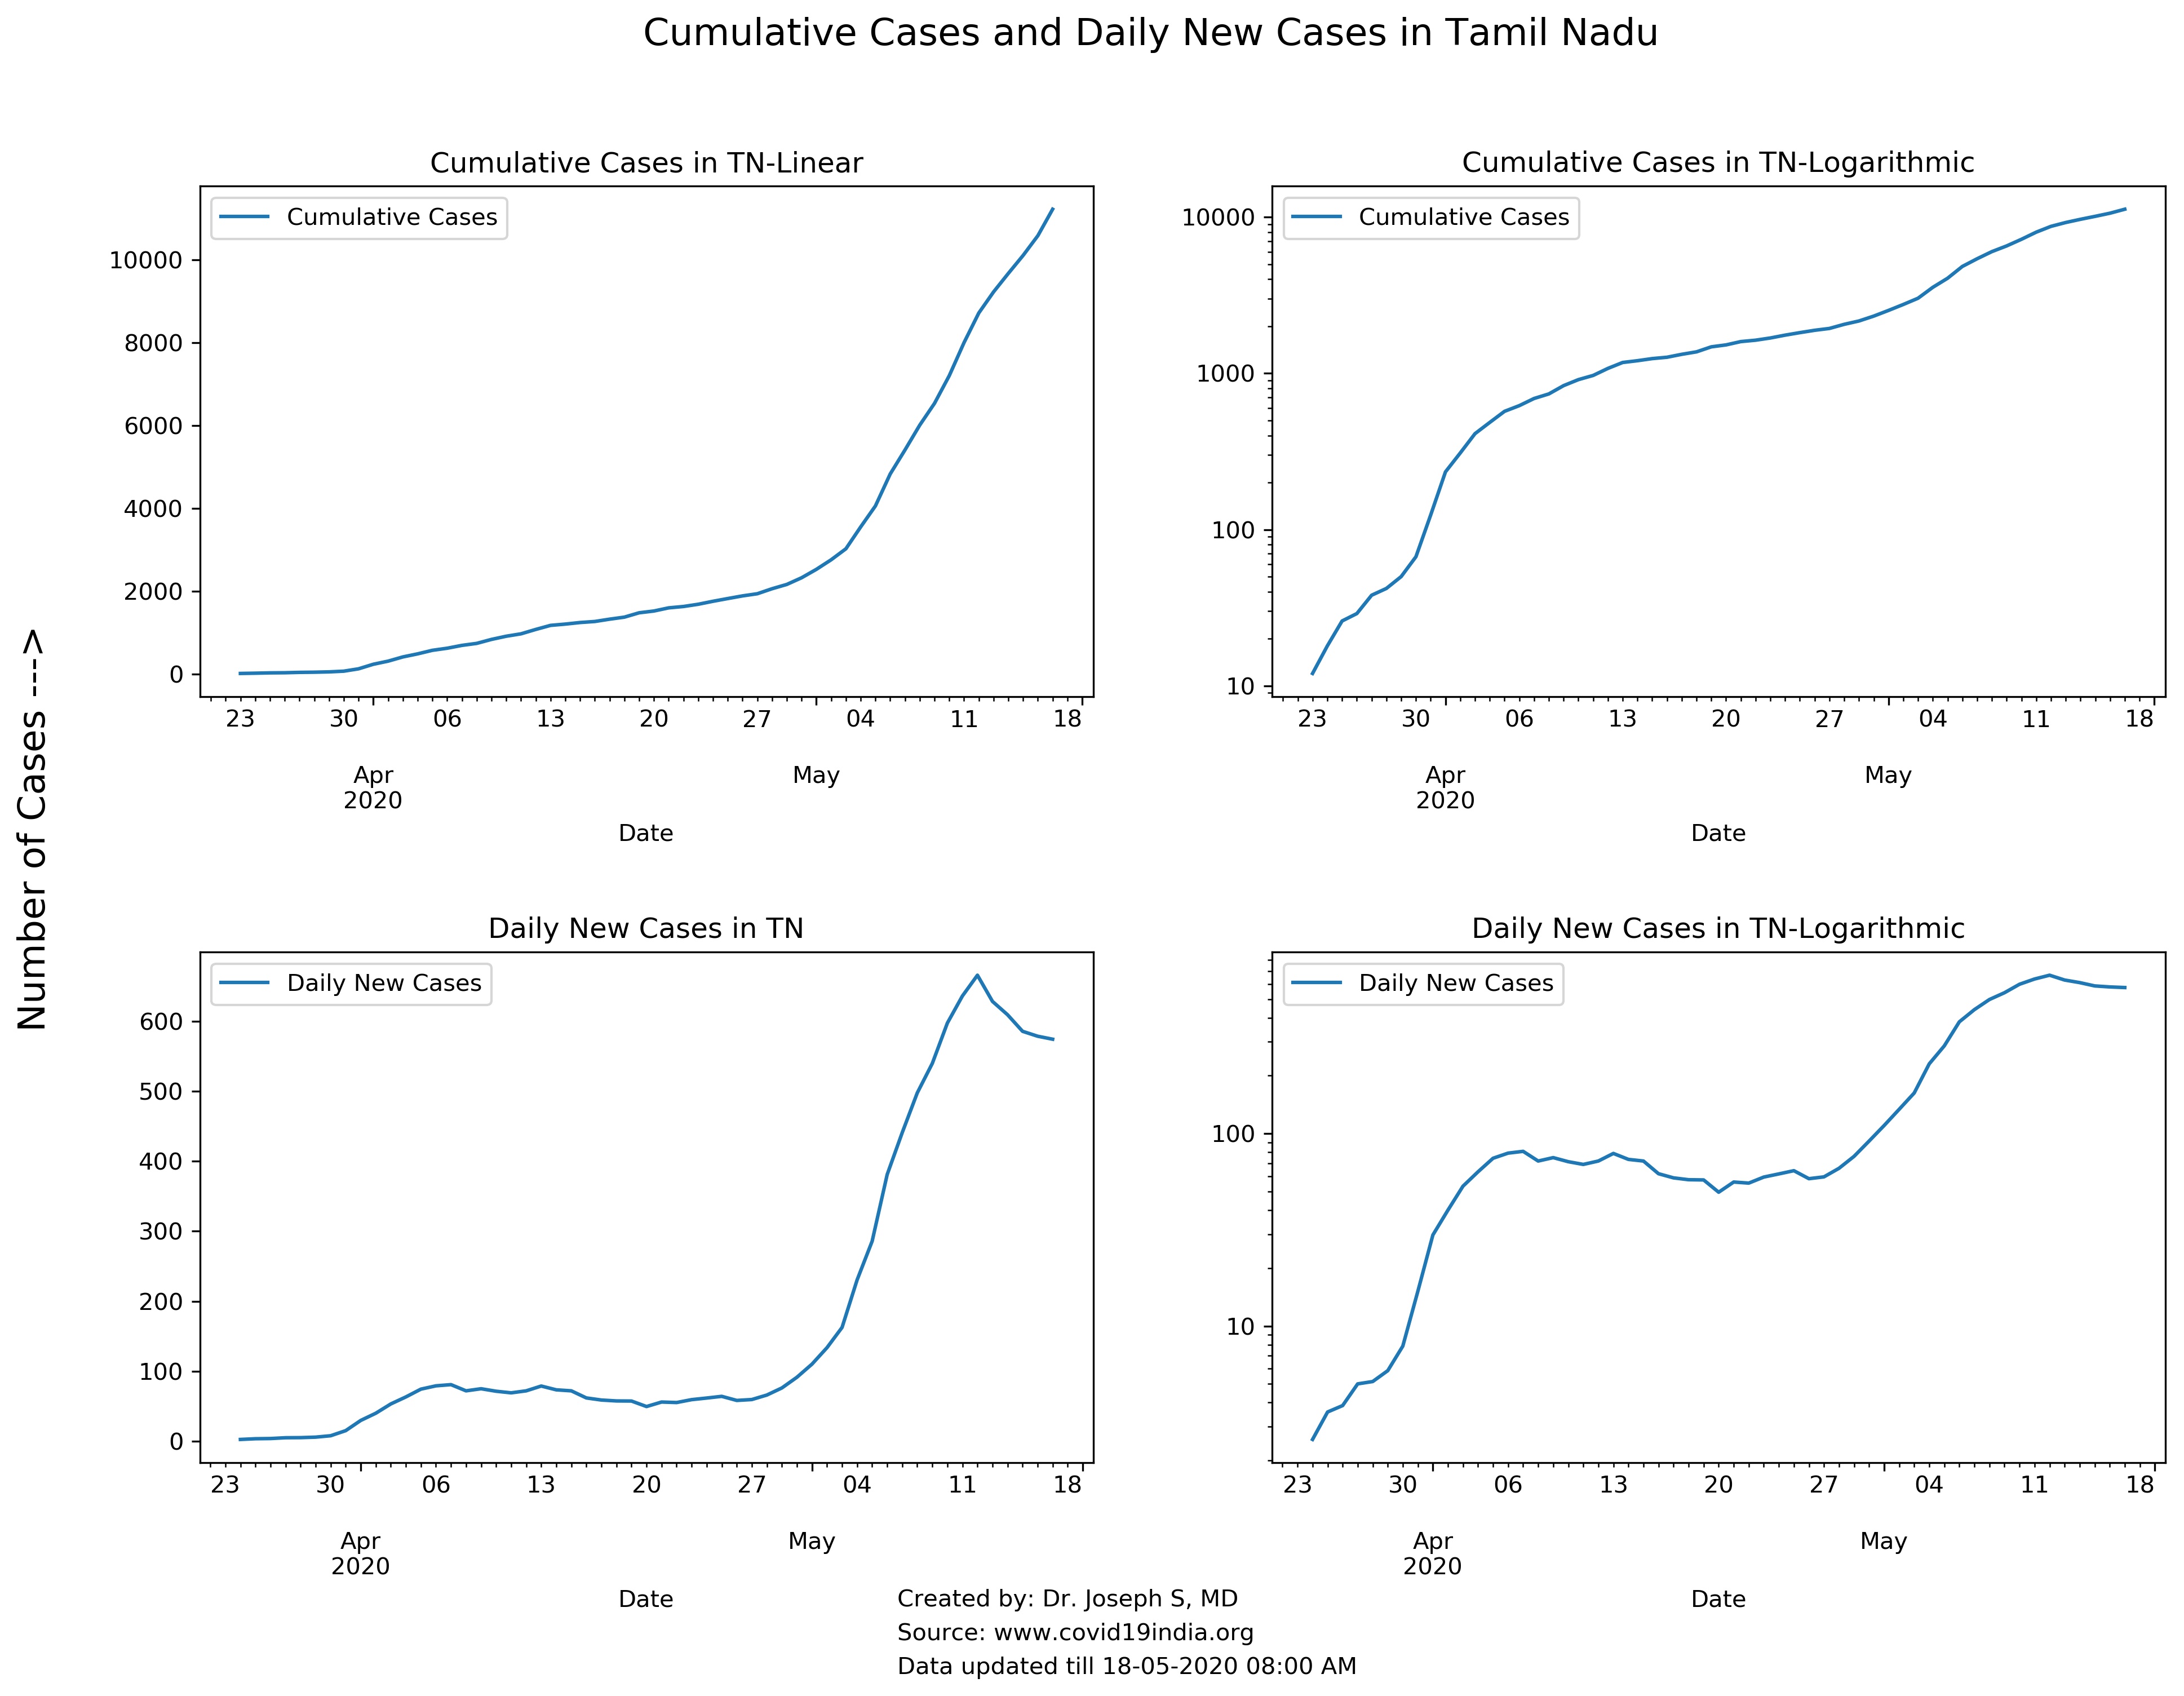 Cumulative Cases and Daily New Cases in Tamil Nadu
Number of Cases --->
Cumulative Cases in TN-Linear
Cumulative Cases
10000
8000
6000
4000
2000
0
23 30 06 13 20 27 04 11 18
Apr May
2020
Date
Cumulative Cases in TN-Logarithmic
Cumulative Cases
10000
1000
100
10
23 30 06 13 20 27 04 11 18
Apr May
2020
Date
Daily New Cases in TN
Daily New Cases
600
500
400
300
200
100
0
23 30 06 13 20 27 04 11 18
Apr May
2020
Date
Daily New Cases in TN-Logarithmic
Daily New Cases
100
10
23 30 06 13 20 27 04 11 18
Apr May
2020
Date
Created by: Dr. Joseph S, MD
Source: www.covid19india.org
Data updated till 18-05-2020 08:00 AM